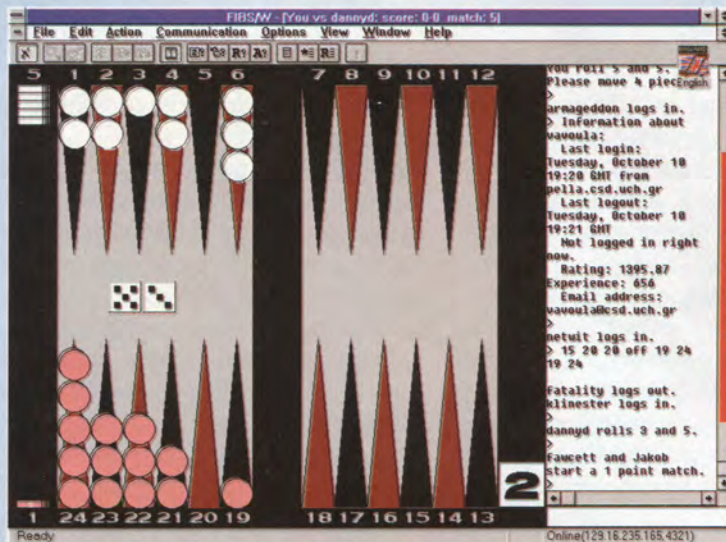 FIBS/W - [You vs dannyd: score: 0-0 match: 5]
File Edit Action Communication Options View Window Help
English
5 1 2 3 4 5 6 7 8 9 10 11 12
You roll 5 and 5.
Please move 4 piec
>
armageddon logs in.
> Information about
vavoula:
Last login:
Tuesday, October 10
19:20 GMT from
pella.csd.uch.gr
Last logout:
Tuesday, October 10
19:21 GMT
Not logged in right
now.
Rating: 1395.87
Experience: 656
Email address:
vavoula@csd.uch.gr
>
netwit logs in.
> 15 20 20 off 19 24
19 24
fatality logs out.
klinester logs in.
>
dannyd rolls 3 and 5.
>
fawcett and Jakob
start a 1 point match.
>
2
1 24 23 22 21 20 19 18 17 16 15 14 13
Ready
Online(129.16.235.165,4321)